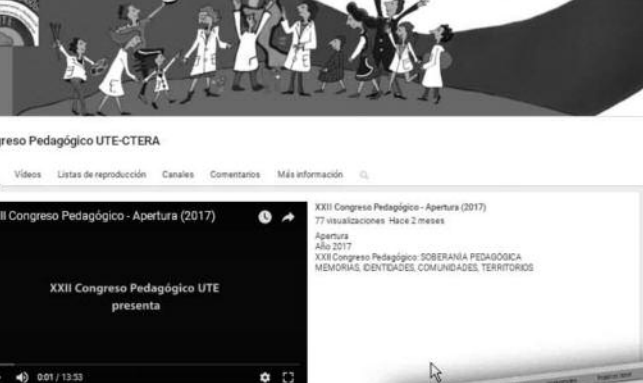 greso Pedagógico UTE-CTERA
Vídeos Listas de reproducción Canales Comentarios Más información
II Congreso Pedagógico - Apertura (2017)
XXII Congreso Pedagógico UTE
presenta
0:01 / 13:53
XXII Congreso Pedagógico - Apertura (2017)
77 visualizaciones Hace 2 meses
Apertura
Año 2017
XXII Congreso Pedagógico: SOBERANÍA PEDAGÓGICA
MEMORIAS, IDENTIDADES, COMUNIDADES, TERRITORIOS